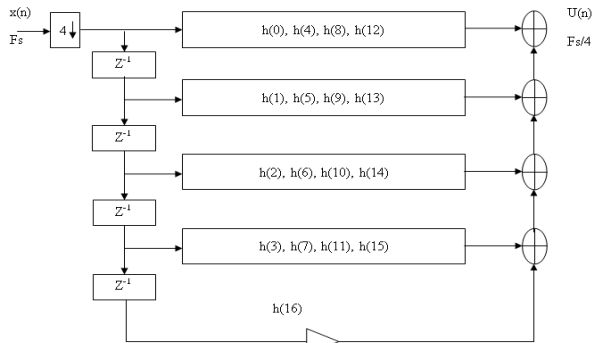 x(n)
U(n)
Fs
4
h(0), h(4), h(8), h(12)
Fs/4
Z⁻¹
h(1), h(5), h(9), h(13)
Z⁻¹
h(2), h(6), h(10), h(14)
Z⁻¹
h(3), h(7), h(11), h(15)
Z⁻¹
h(16)